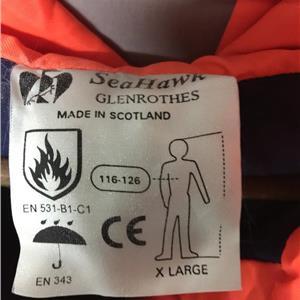 SeaHawk
GLENROTHES
MADE IN SCOTLAND
116-126
EN 531-B1-C1
CE
EN 343
X LARGE